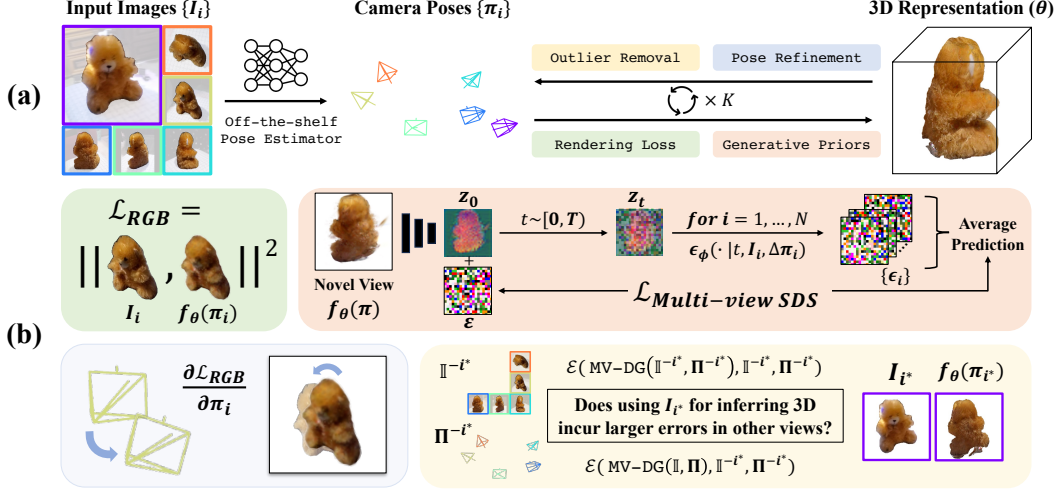 Input Images {I_i}
Camera Poses {π_i}
3D Representation (θ)
(a)
Off-the-shelf
Pose Estimator
Outlier Removal
Pose Refinement
× K
Rendering Loss
Generative Priors
ℒ_RGB =
|| I_i , f_θ(π_i) ||^2
Novel View
f_θ(π)
z_0
+
ε
t~[0, T)
z_t
for i = 1, …, N
ϵ_ϕ(· |t, I_i, Δπ_i)
{ϵ_i}
Average
Prediction
ℒ_Multi-view SDS
(b)
∂ℒ_RGB
∂π_i
𝕀^{-i*}
Π^{-i*}
ℰ( MV-DG(𝕀^{-i*}, Π^{-i*}), 𝕀^{-i*}, Π^{-i*})
Does using I_{i*} for inferring 3D
incur larger errors in other views?
ℰ( MV-DG(𝕀, Π), 𝕀^{-i*}, Π^{-i*})
I_{i*}
f_θ(π_{i*})